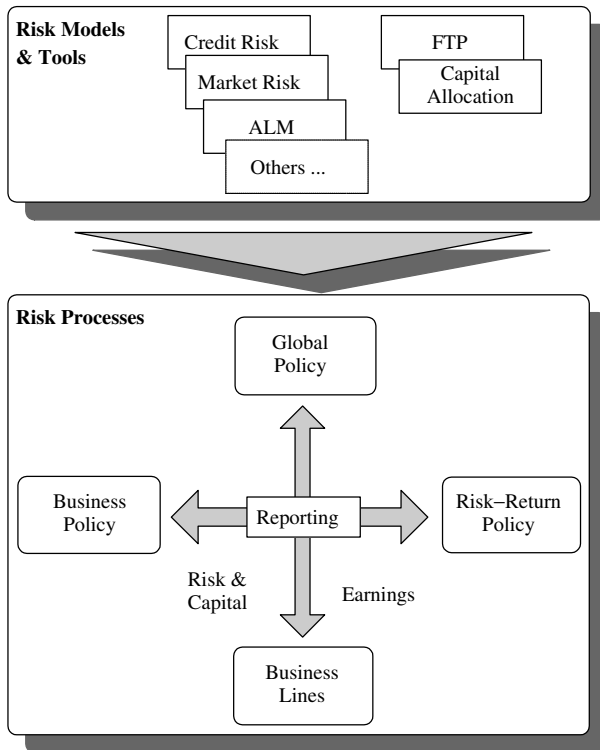 Risk Models
& Tools
Credit Risk
Market Risk
ALM
Others ...
FTP
Capital
Allocation
Risk Processes
Global
Policy
Business
Policy
Reporting
Risk−Return
Policy
Risk &
Capital
Earnings
Business
Lines